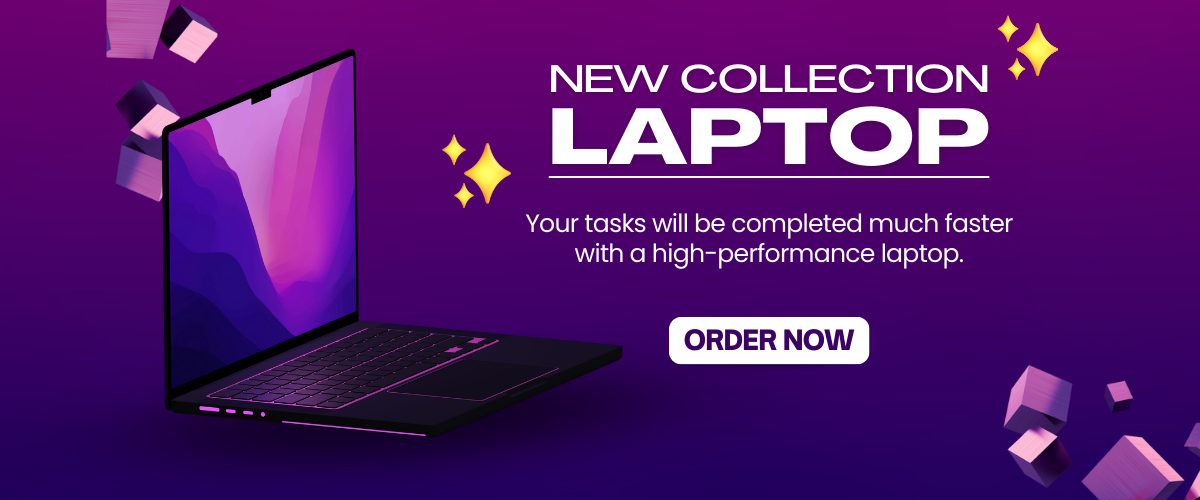 NEW COLLECTION
LAPTOP
Your tasks will be completed much faster
with a high-performance laptop.
ORDER NOW